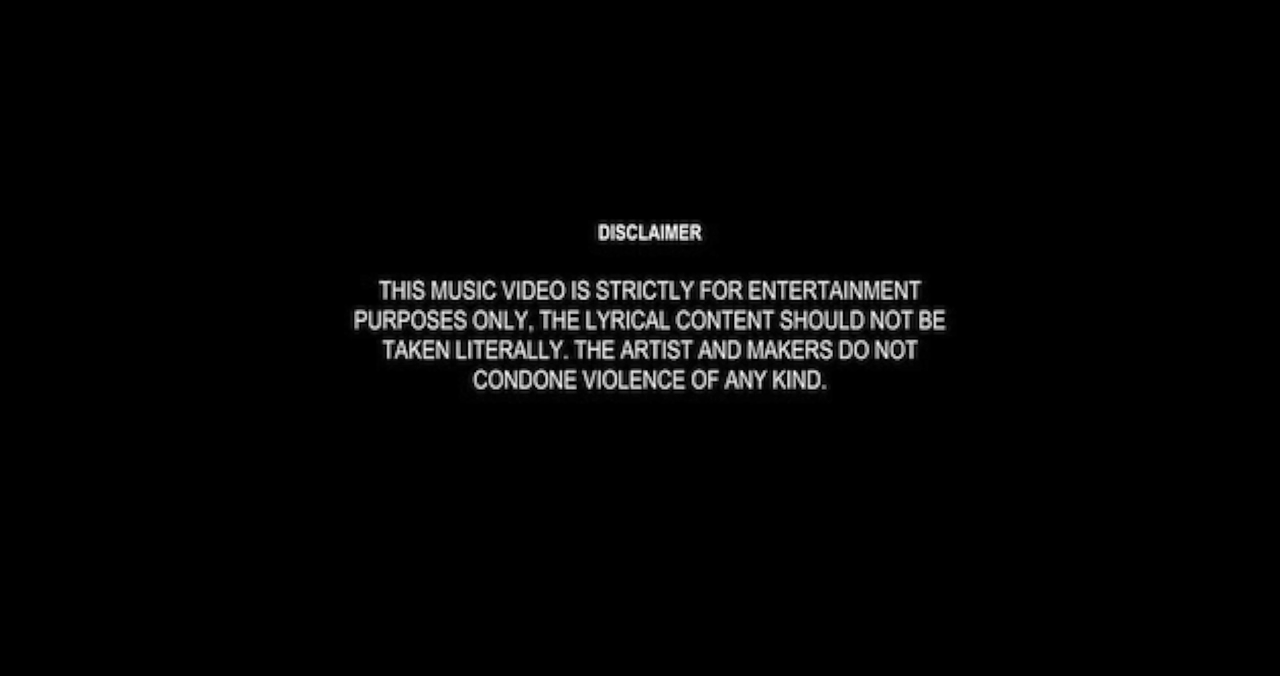 DISCLAIMER
THIS MUSIC VIDEO IS STRICTLY FOR ENTERTAINMENT
PURPOSES ONLY, THE LYRICAL CONTENT SHOULD NOT BE
TAKEN LITERALLY. THE ARTIST AND MAKERS DO NOT
CONDONE VIOLENCE OF ANY KIND.